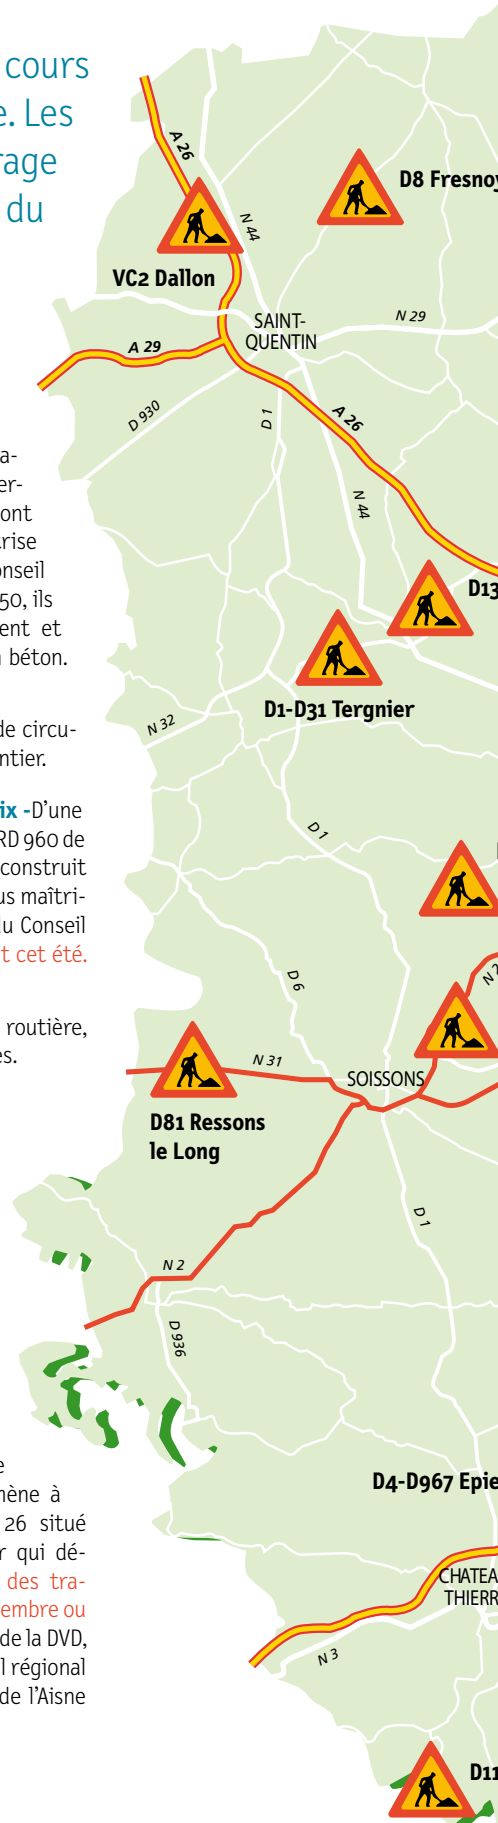 cours
e. Les
rage
du
A 26
D8 Fresnoy
N 44
VC2 Dallon
SAINT-
QUENTIN
N 29
A 29
D 930
D 1
A 26
a-
er-
ont
rise
onseil
50, ils
ent et
béton.
N 44
D13
D1-D31 Tergnier
N 32
de circu-
ntier.
ix -D’une
RD 960 de
construit
us maîtri-
du Conseil
t cet été.
D 1
D 6
N 2
routière,
es.
N 31
SOISSONS
D81 Ressons
le Long
D 1
N 2
D 936
e
nène à
26 situé
r qui dé-
des tra-
embre ou
de la DVD,
l régional
de l’Aisne
D4-D967 Epie
CHATEA
THIERR
N 3
D11